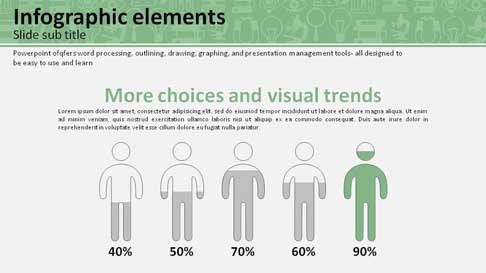 Infographic elements
Slide sub title
Powerpoint ofqfers word processing, outlining, drawing, graphing, and presentation management tools- all designed to
be easy to use and learn
More choices and visual trends
Lorem ipsum dolor sit amet, consectetur adipisicing elit, sed do eiusmod tempor incididunt ut labore et dolore magna aliqua. Ut enim
ad minim veniam, quis nostrud exercitation ullamco laboris nisi ut aliquip ex ea commodo consequat. Duis aute irure dolor in
reprehenderit in voluptate velit esse cillum dolore eu fugiat nulla pariatur.
40% 50% 70% 60% 90%